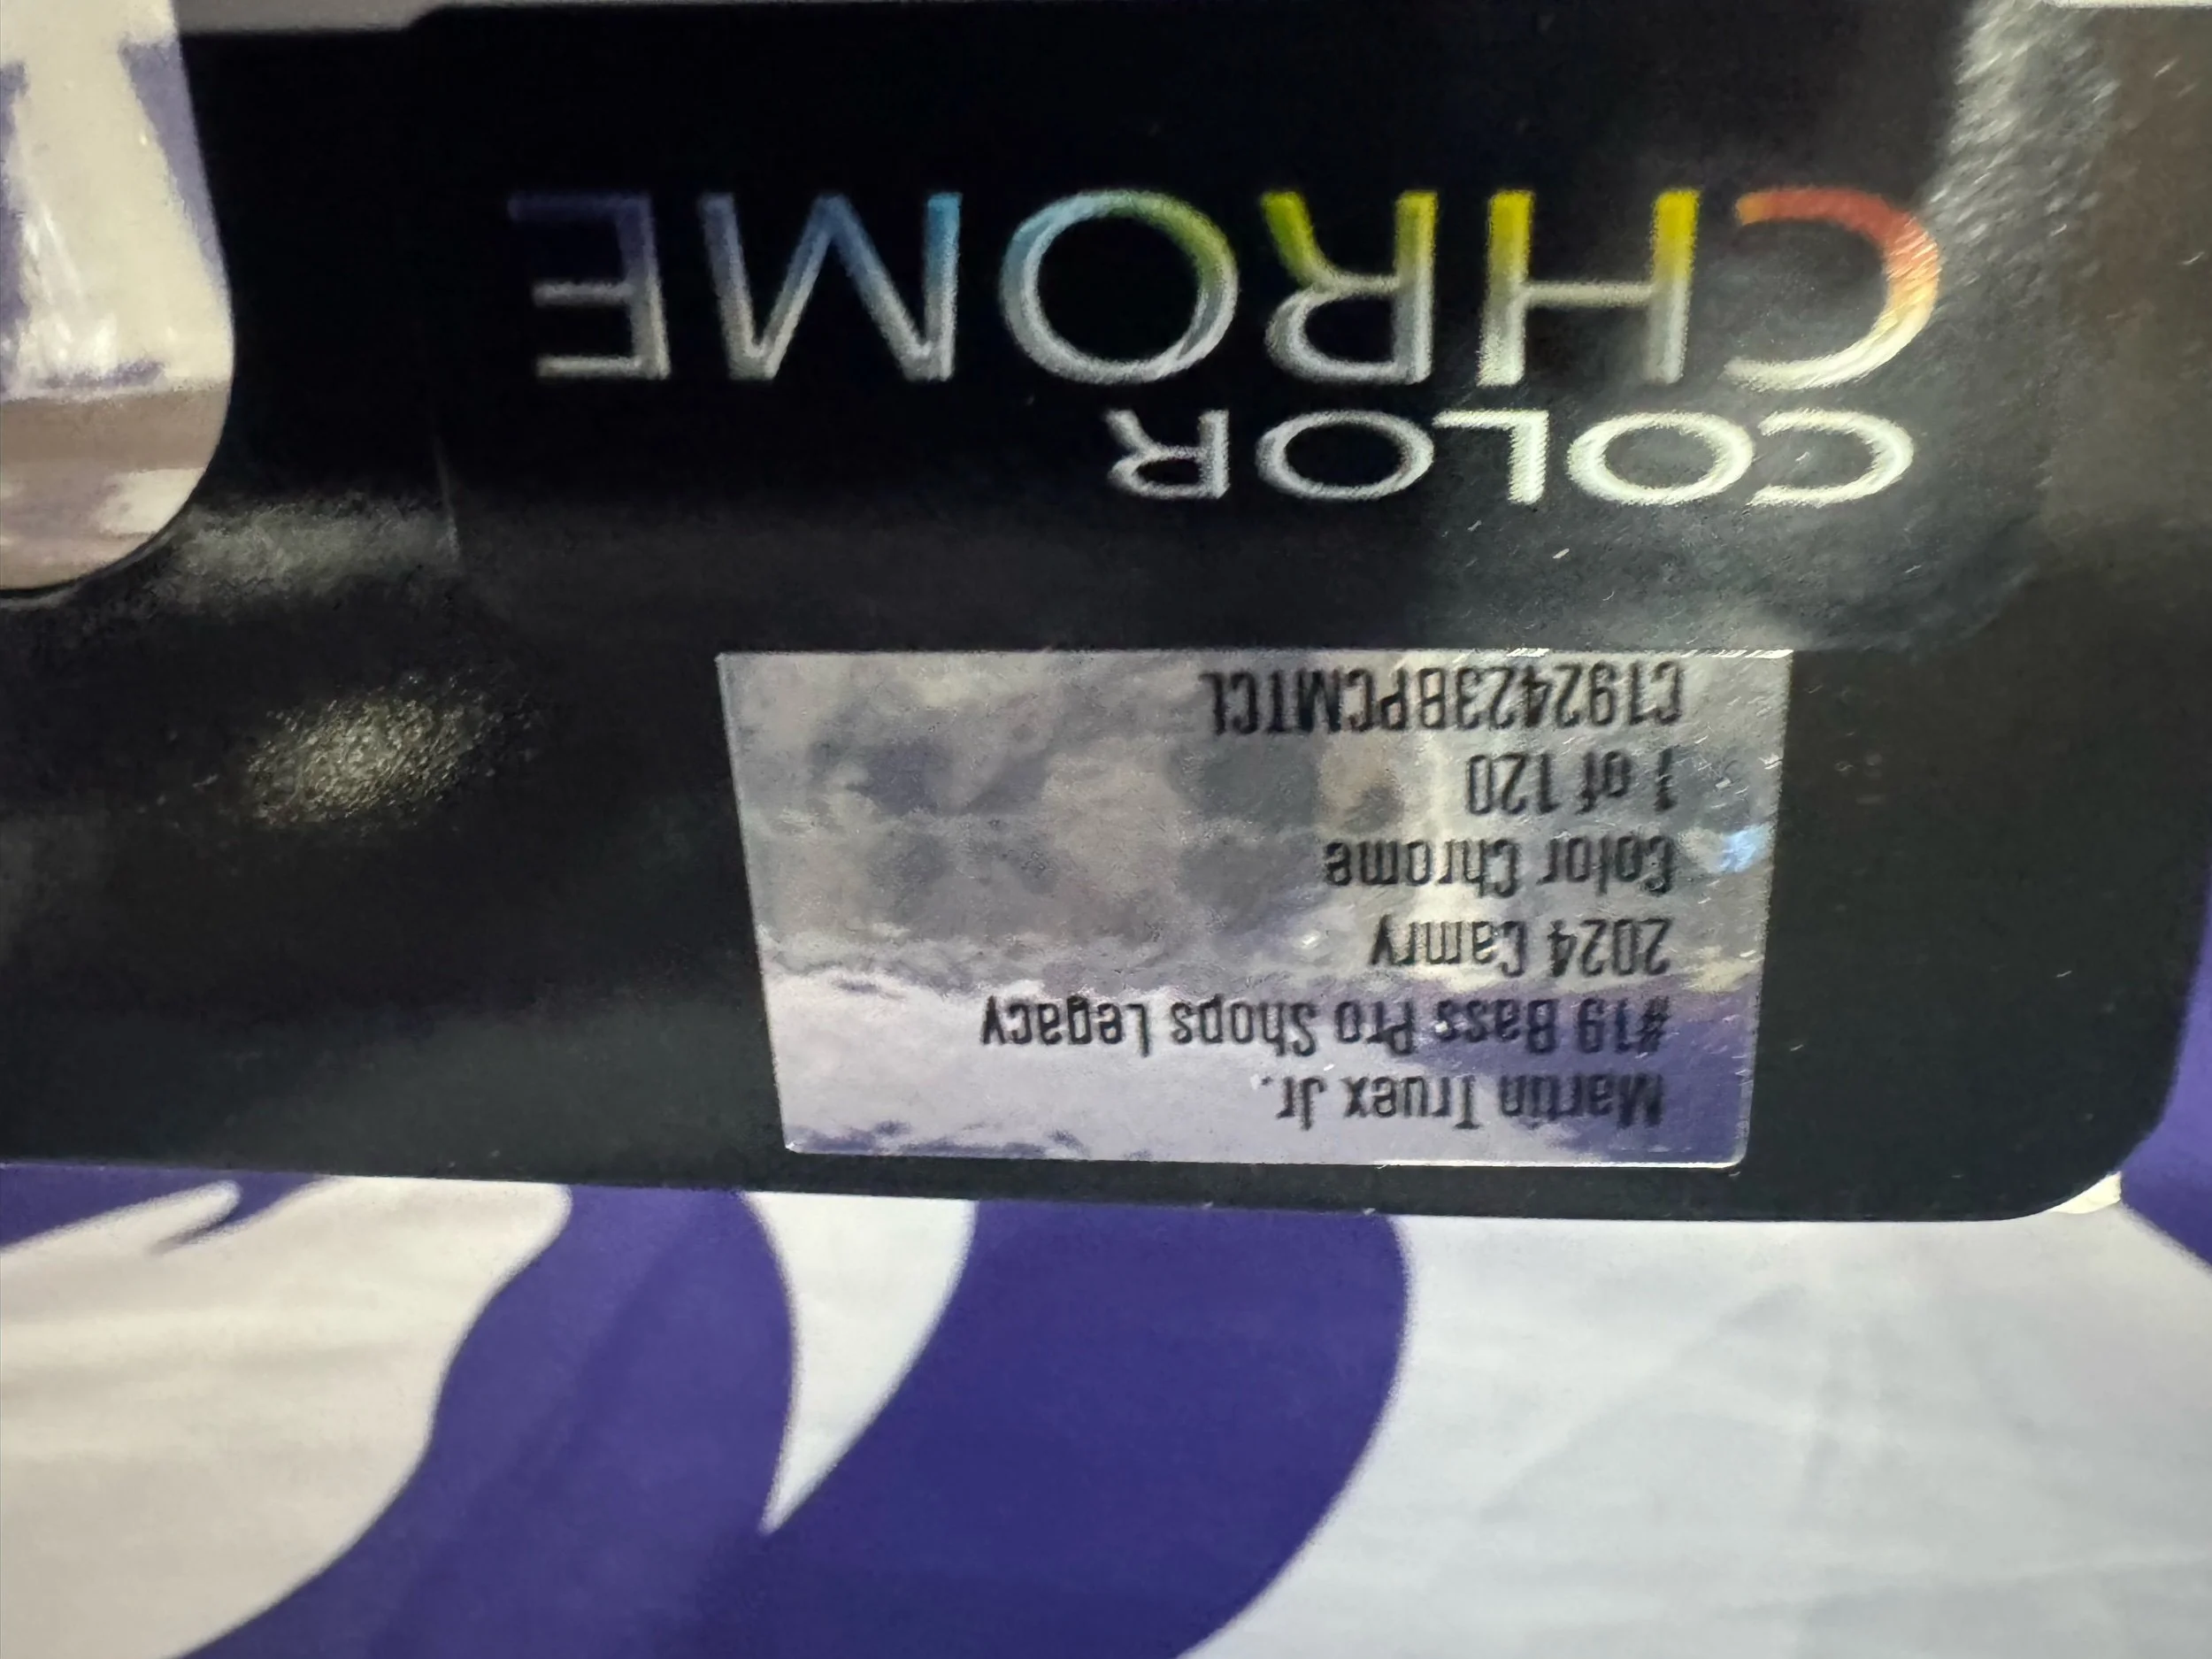 Martin Truex Jr.
#19 Bass Pro Shops Legacy
2024 Camry
Color Chrome
1 of 120
C192423BPCMTCL
COLOR
CHROME